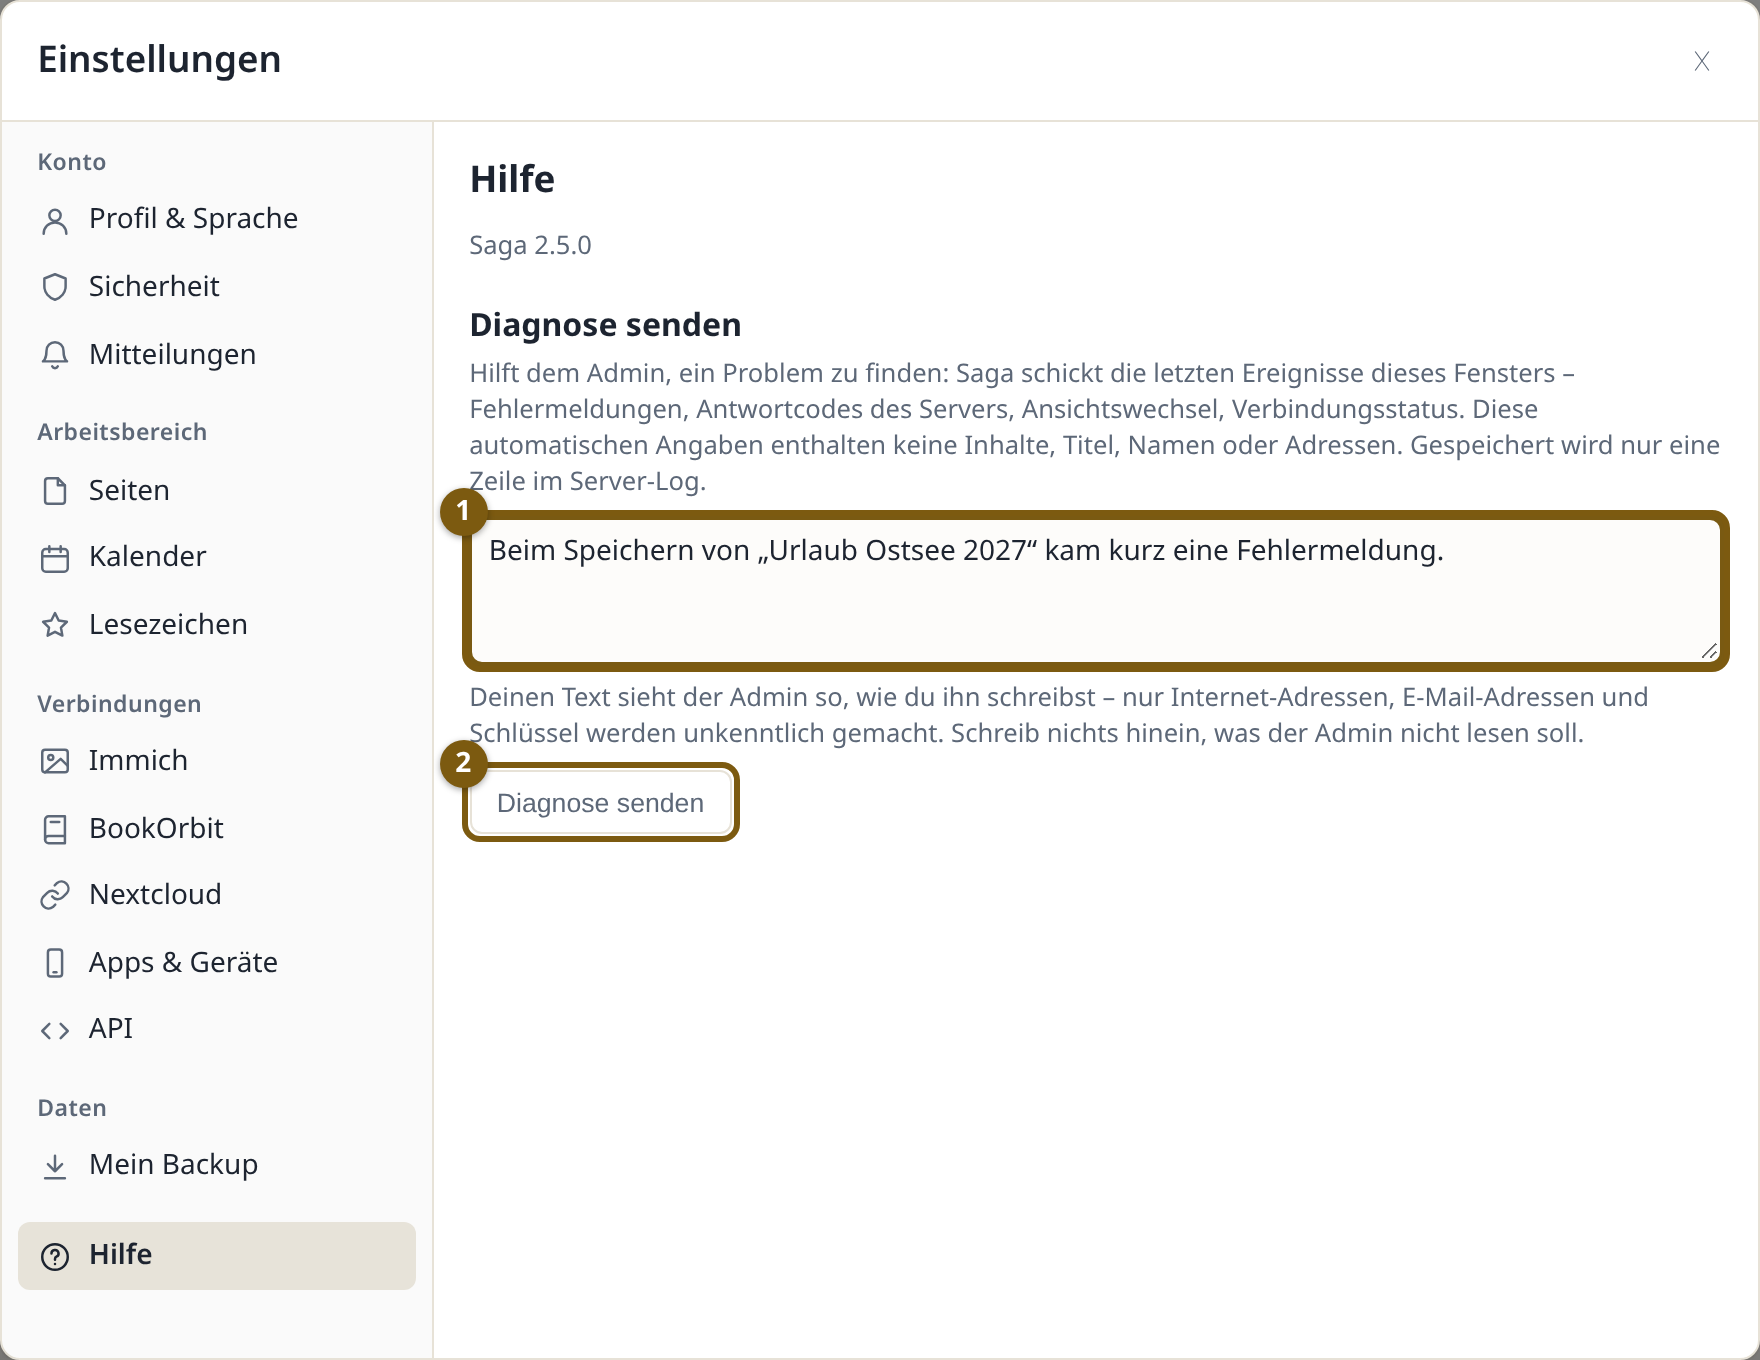 Einstellungen
X
Konto
Profil & Sprache
Sicherheit
Mitteilungen
Arbeitsbereich
Seiten
Kalender
Lesezeichen
Verbindungen
Immich
BookOrbit
Nextcloud
Apps & Geräte
API
Daten
Mein Backup
Hilfe
Hilfe
Saga 2.5.0
Diagnose senden
Hilft dem Admin, ein Problem zu finden: Saga schickt die letzten Ereignisse dieses Fensters –
Fehlermeldungen, Antwortcodes des Servers, Ansichtswechsel, Verbindungsstatus. Diese
automatischen Angaben enthalten keine Inhalte, Titel, Namen oder Adressen. Gespeichert wird nur eine
Zeile im Server-Log.
1
Beim Speichern von „Urlaub Ostsee 2027“ kam kurz eine Fehlermeldung.
Deinen Text sieht der Admin so, wie du ihn schreibst – nur Internet-Adressen, E-Mail-Adressen und
Schlüssel werden unkenntlich gemacht. Schreib nichts hinein, was der Admin nicht lesen soll.
2
Diagnose senden